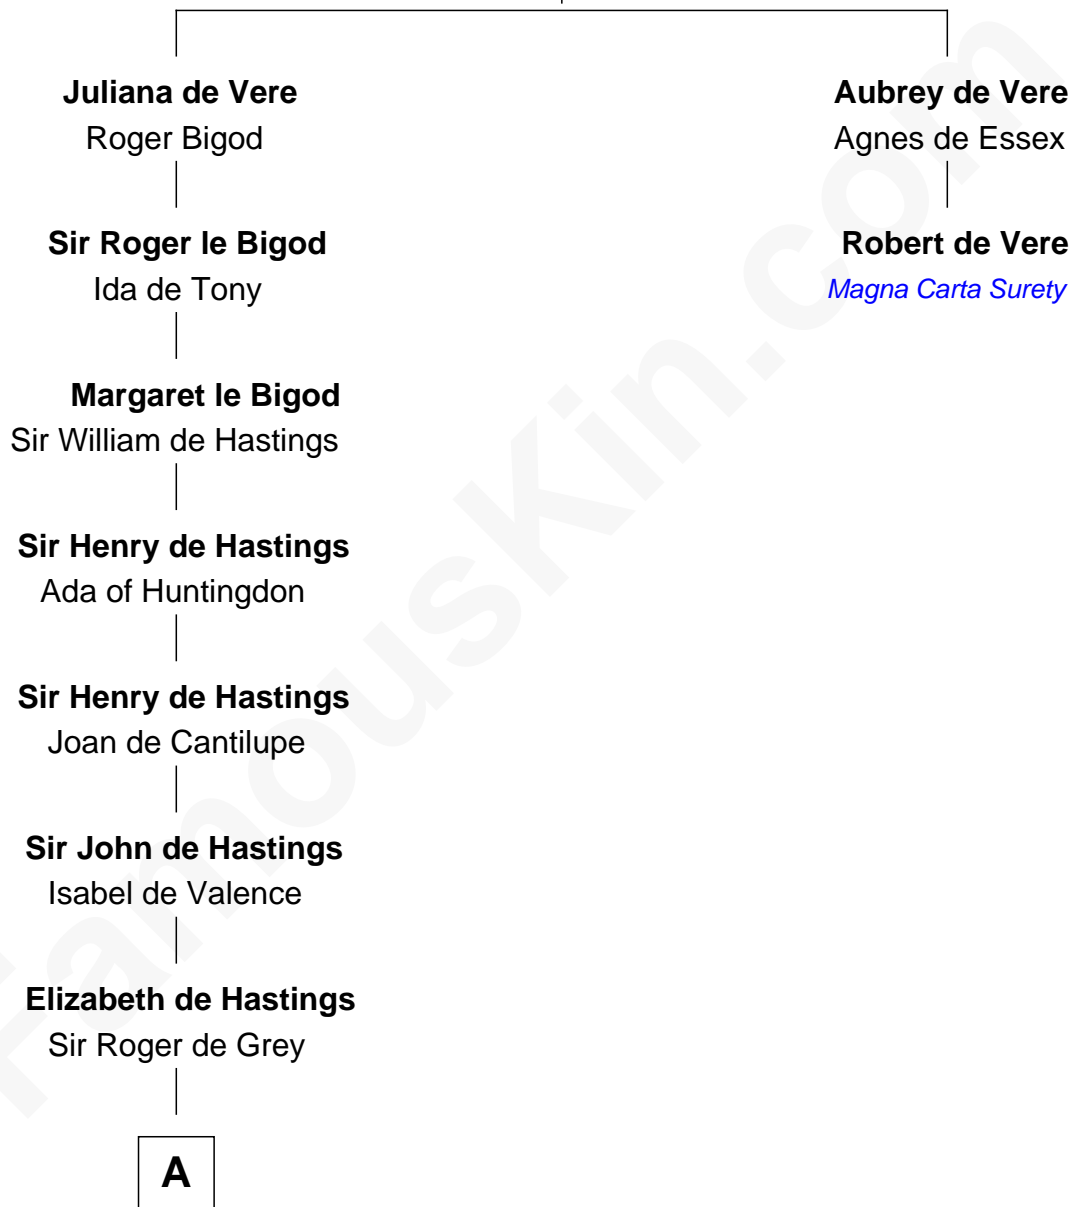 Juliana de Vere
Roger Bigod
Aubrey de Vere
Agnes de Essex
Sir Roger le Bigod
Ida de Tony
Robert de Vere
Magna Carta Surety
Margaret le Bigod
Sir William de Hastings
Sir Henry de Hastings
Ada of Huntingdon
Sir Henry de Hastings
Joan de Cantilupe
Sir John de Hastings
Isabel de Valence
Elizabeth de Hastings
Sir Roger de Grey
A
FamousKin.com